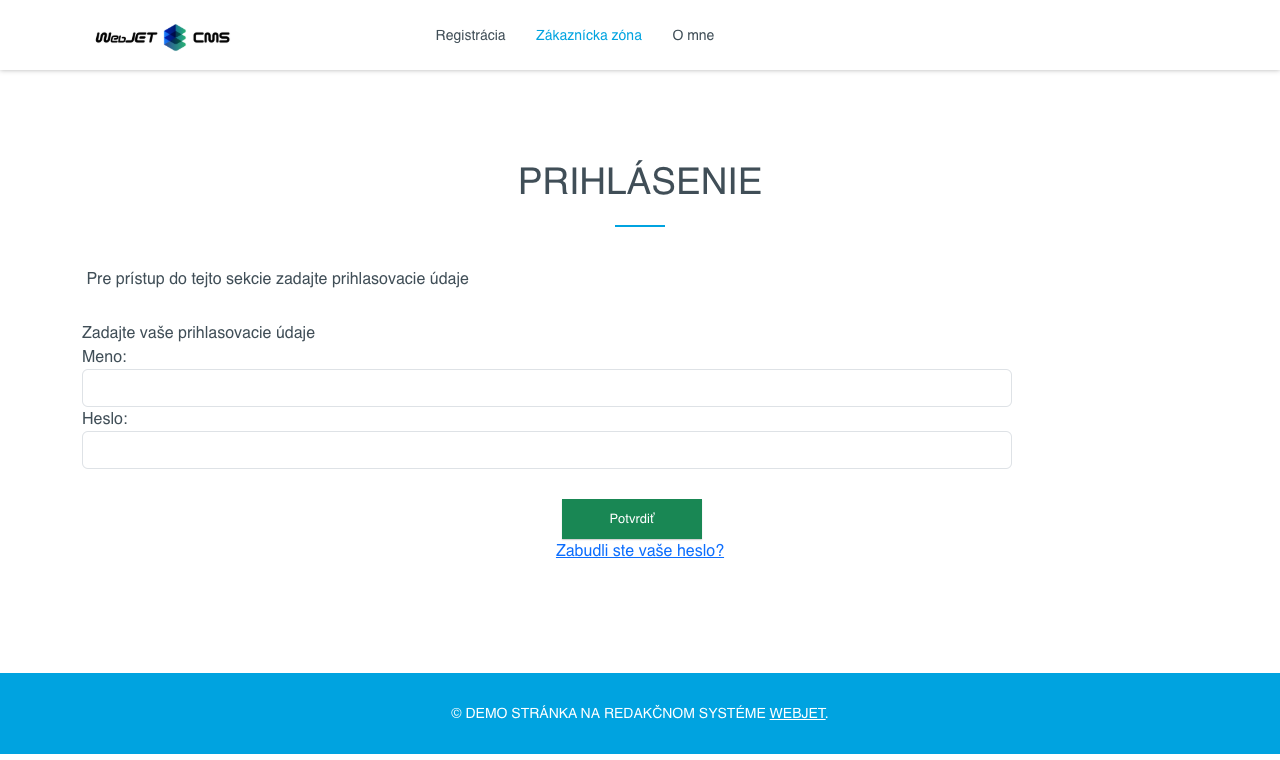 WebJET CMS
Registrácia Zákaznícka zóna O mne
PRIHLÁSENIE
Pre prístup do tejto sekcie zadajte prihlasovacie údaje
Zadajte vaše prihlasovacie údaje
Meno:
Heslo:
Potvrdiť
Zabudli ste vaše heslo?
© DEMO STRÁNKA NA REDAKČNOM SYSTÉME WEBJET.